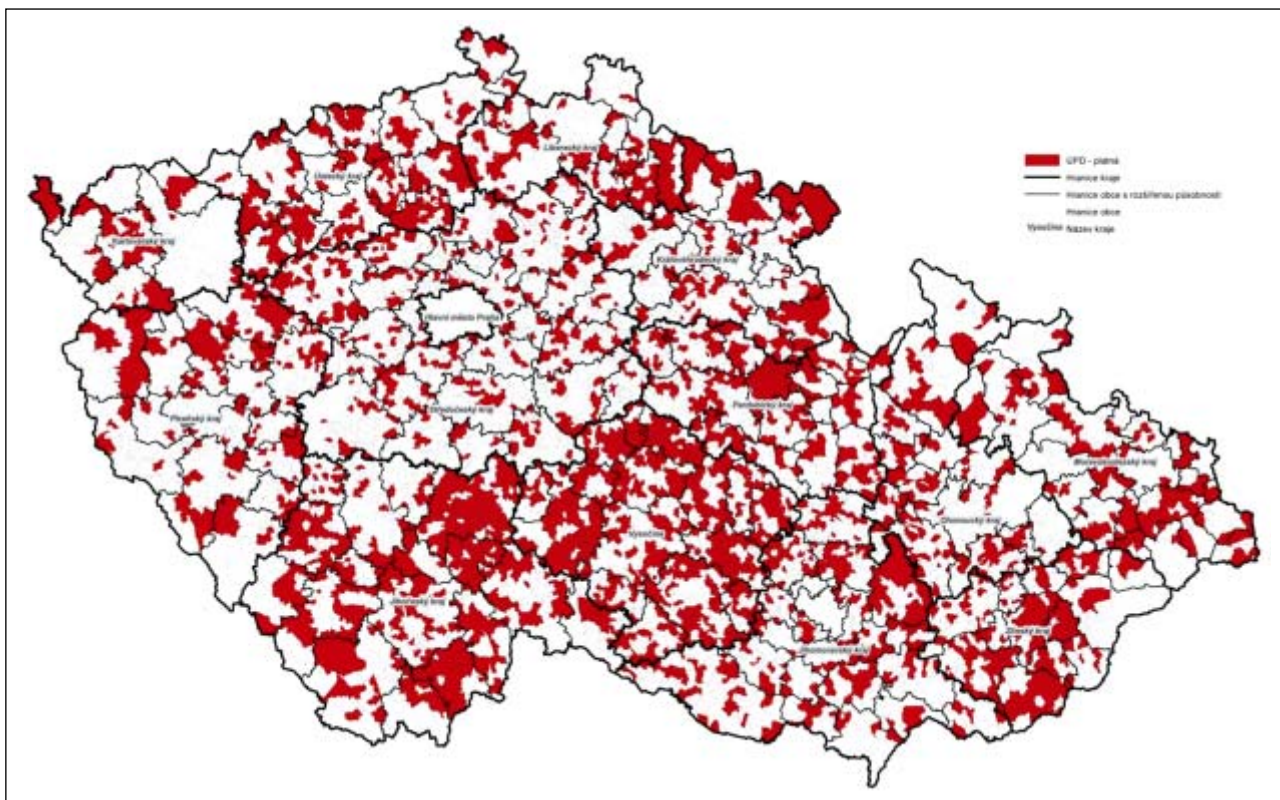 ÚPD - platná
Hranice kraje
Hranice obce s rozšířenou působností
Hranice obce
Vysočina Název kraje
Liberecký kraj
Ústecký kraj
Karlovarský kraj
Královéhradecký kraj
Hlavní město Praha
Pardubický kraj
Středočeský kraj
Plzeňský kraj
Moravskoslezský kraj
Olomoucký kraj
Vysočina
Jihočeský kraj
Zlínský kraj
Jihomoravský kraj